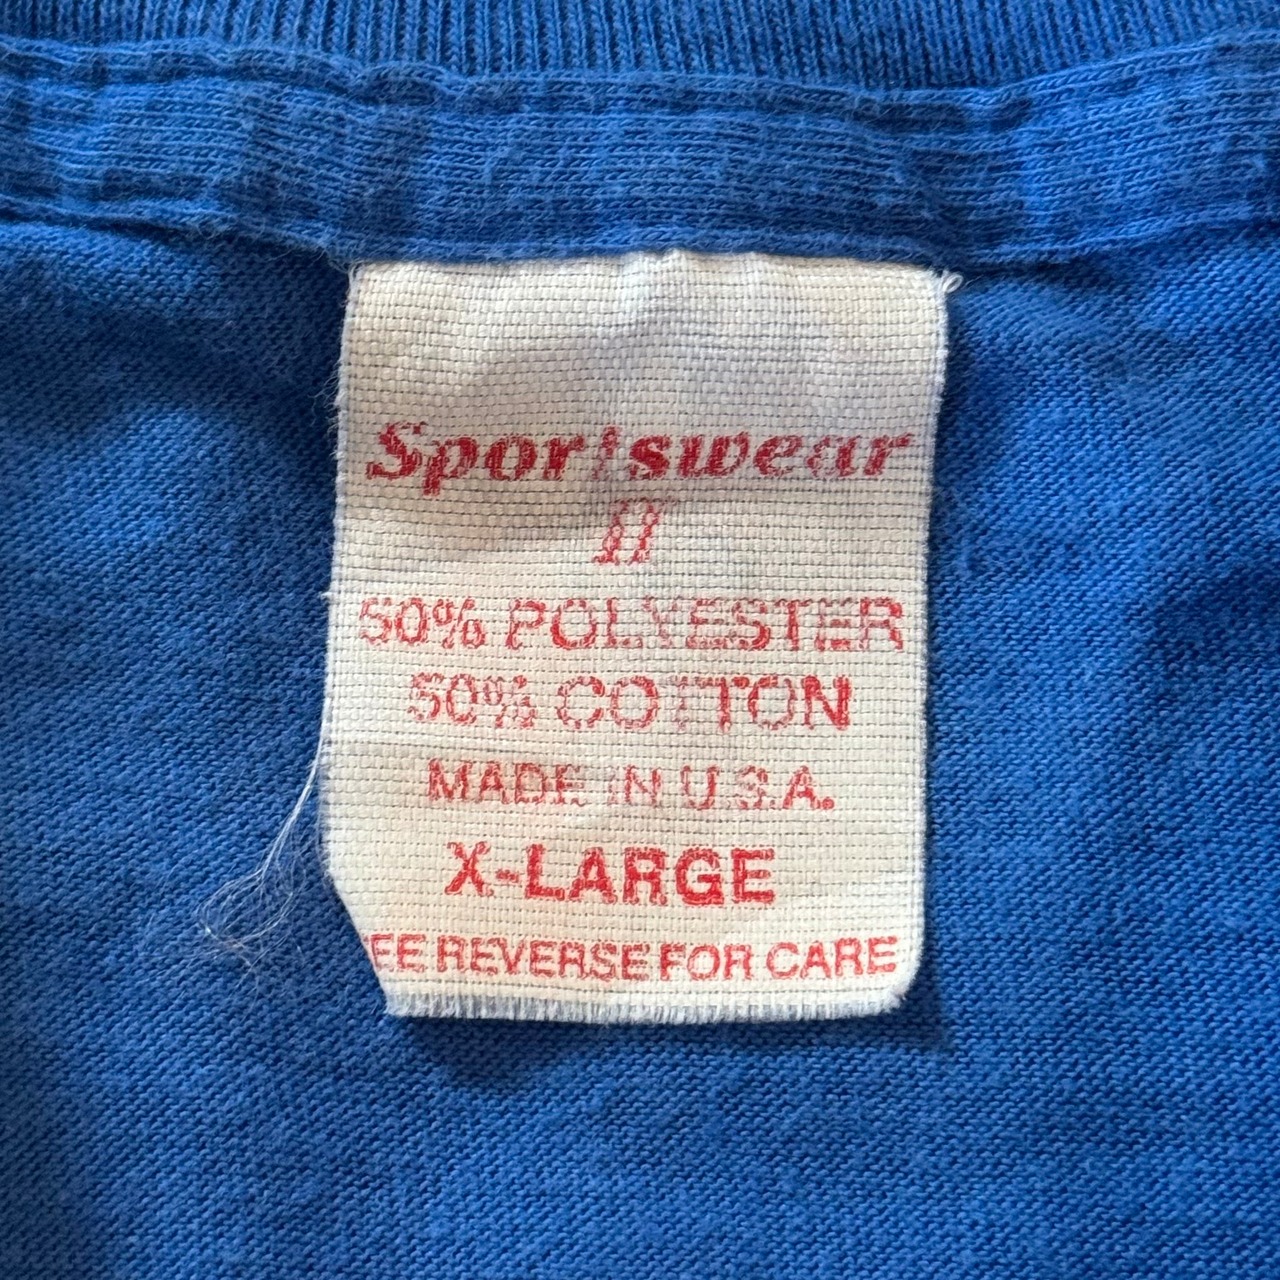 Sportswear
II
50% POLYESTER
50% COTTON
MADE IN U.S.A.
X-LARGE
EE REVERSE FOR CARE